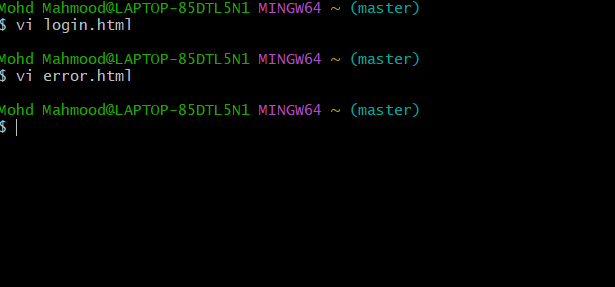 Mohd Mahmood@LAPTOP-85DTL5N1 MINGW64 ~ (master)
$ vi login.html
Mohd Mahmood@LAPTOP-85DTL5N1 MINGW64 ~ (master)
$ vi error.html
Mohd Mahmood@LAPTOP-85DTL5N1 MINGW64 ~ (master)
$